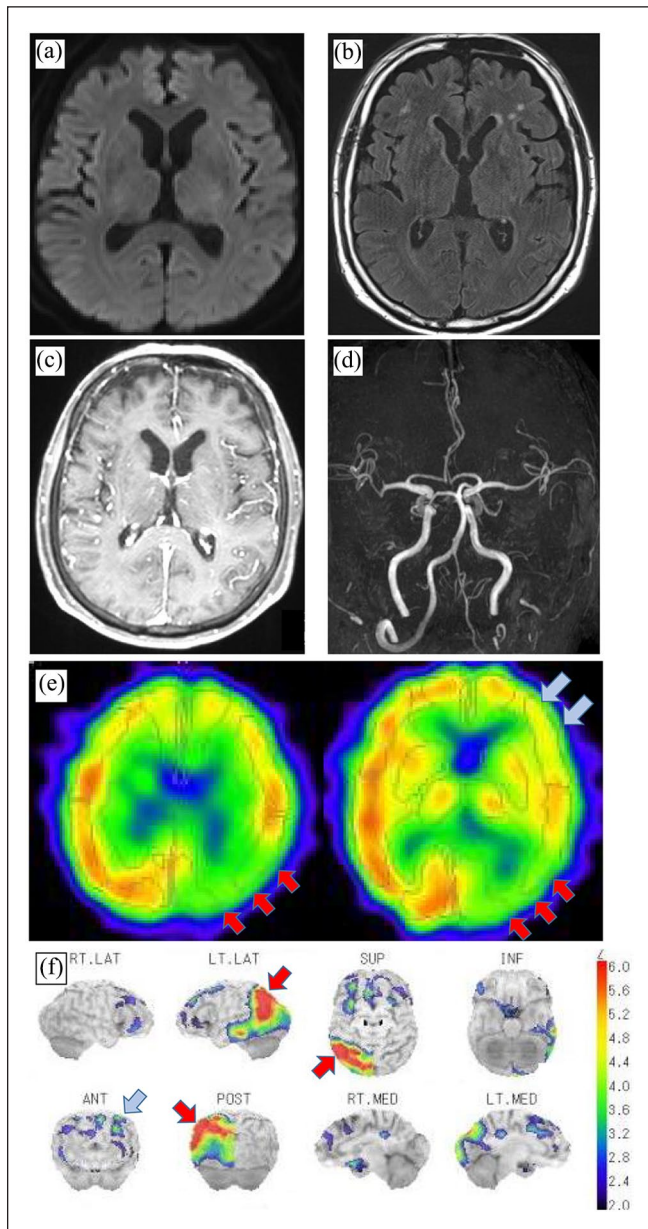 (a)
(b)
(c)
(d)
(e)
(f)
RT.LAT LT.LAT SUP INF
Z
6.0
5.6
5.2
4.8
4.4
4.0
3.6
3.2
2.8
2.4
2.0
ANT POST RT.MED LT.MED